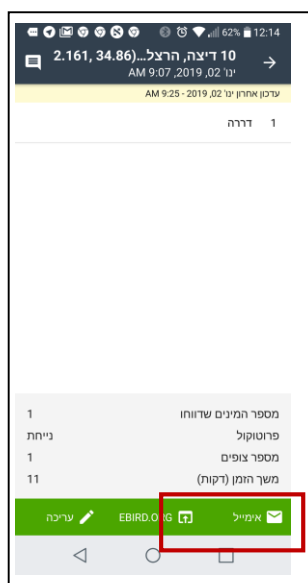 62% 12:14
10 דיצה, הרצל...(34.86 ,2.161
ינו' 02, 2019, 9:07 AM
עדכון אחרון ינו' 02, 2019 - 9:25 AM
1 דררה
מספר המינים שדווחו 1
פרוטוקול נייחת
מספר צופים 1
משך הזמן (דקות) 11
אימייל EBIRD.ORG עריכה